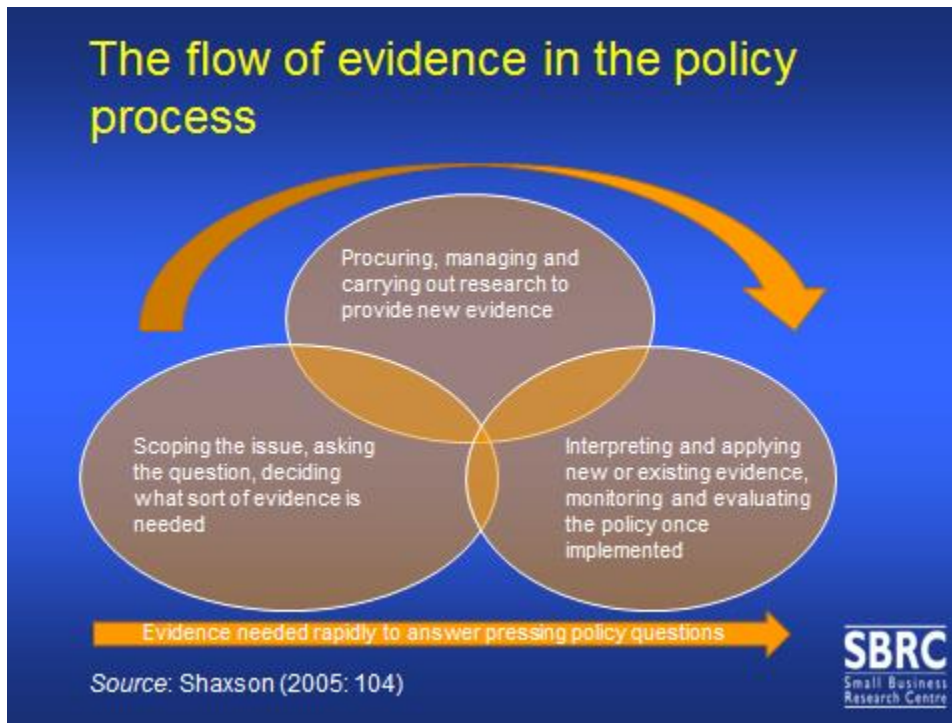 The flow of evidence in the policy
process
Procuring, managing and
carrying out research to
provide new evidence
Scoping the issue, asking
the question, deciding
what sort of evidence is
needed
Interpreting and applying
new or existing evidence,
monitoring and evaluating
the policy once
implemented
Evidence needed rapidly to answer pressing policy questions
Source: Shaxson (2005: 104)
SBRC
Small Business
Research Centre